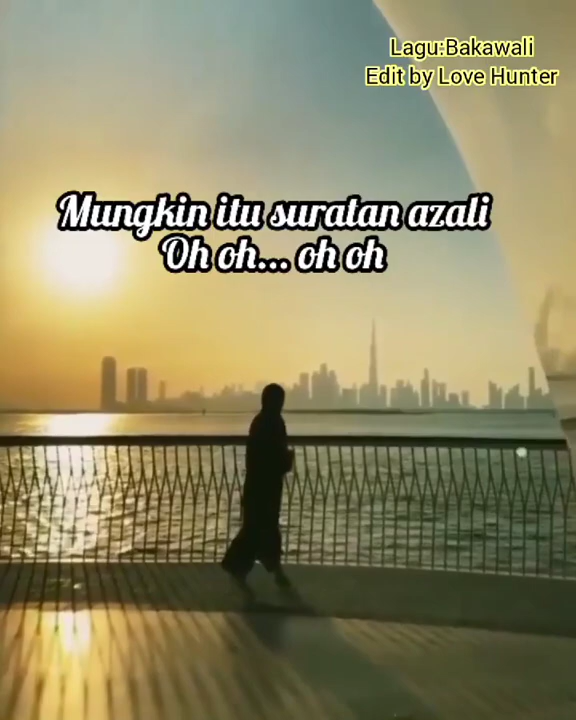 Lagu:Bakawali
Edit by Love Hunter
Mungkin itu suratan azali
Oh oh... oh oh